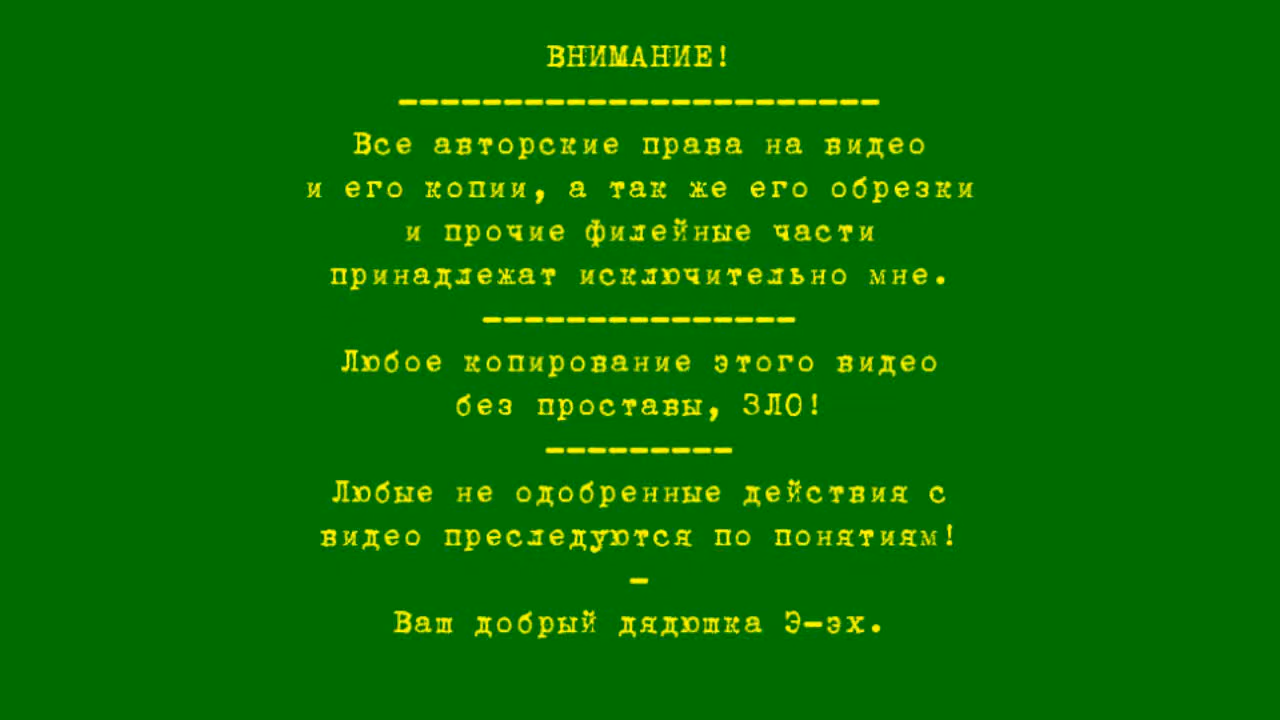 ВНИМАНИЕ!
-----------------------
Все авторские права на видео
и его копии, а так же его обрезки
и прочие филейные части
принадлежат исключительно мне.
---------------
Любое копирование этого видео
без проставы, ЗЛО!
---------
Любые не одобренные действия с
видео преследуются по понятиям!
-
Ваш добрый дядюшка Э-эх.